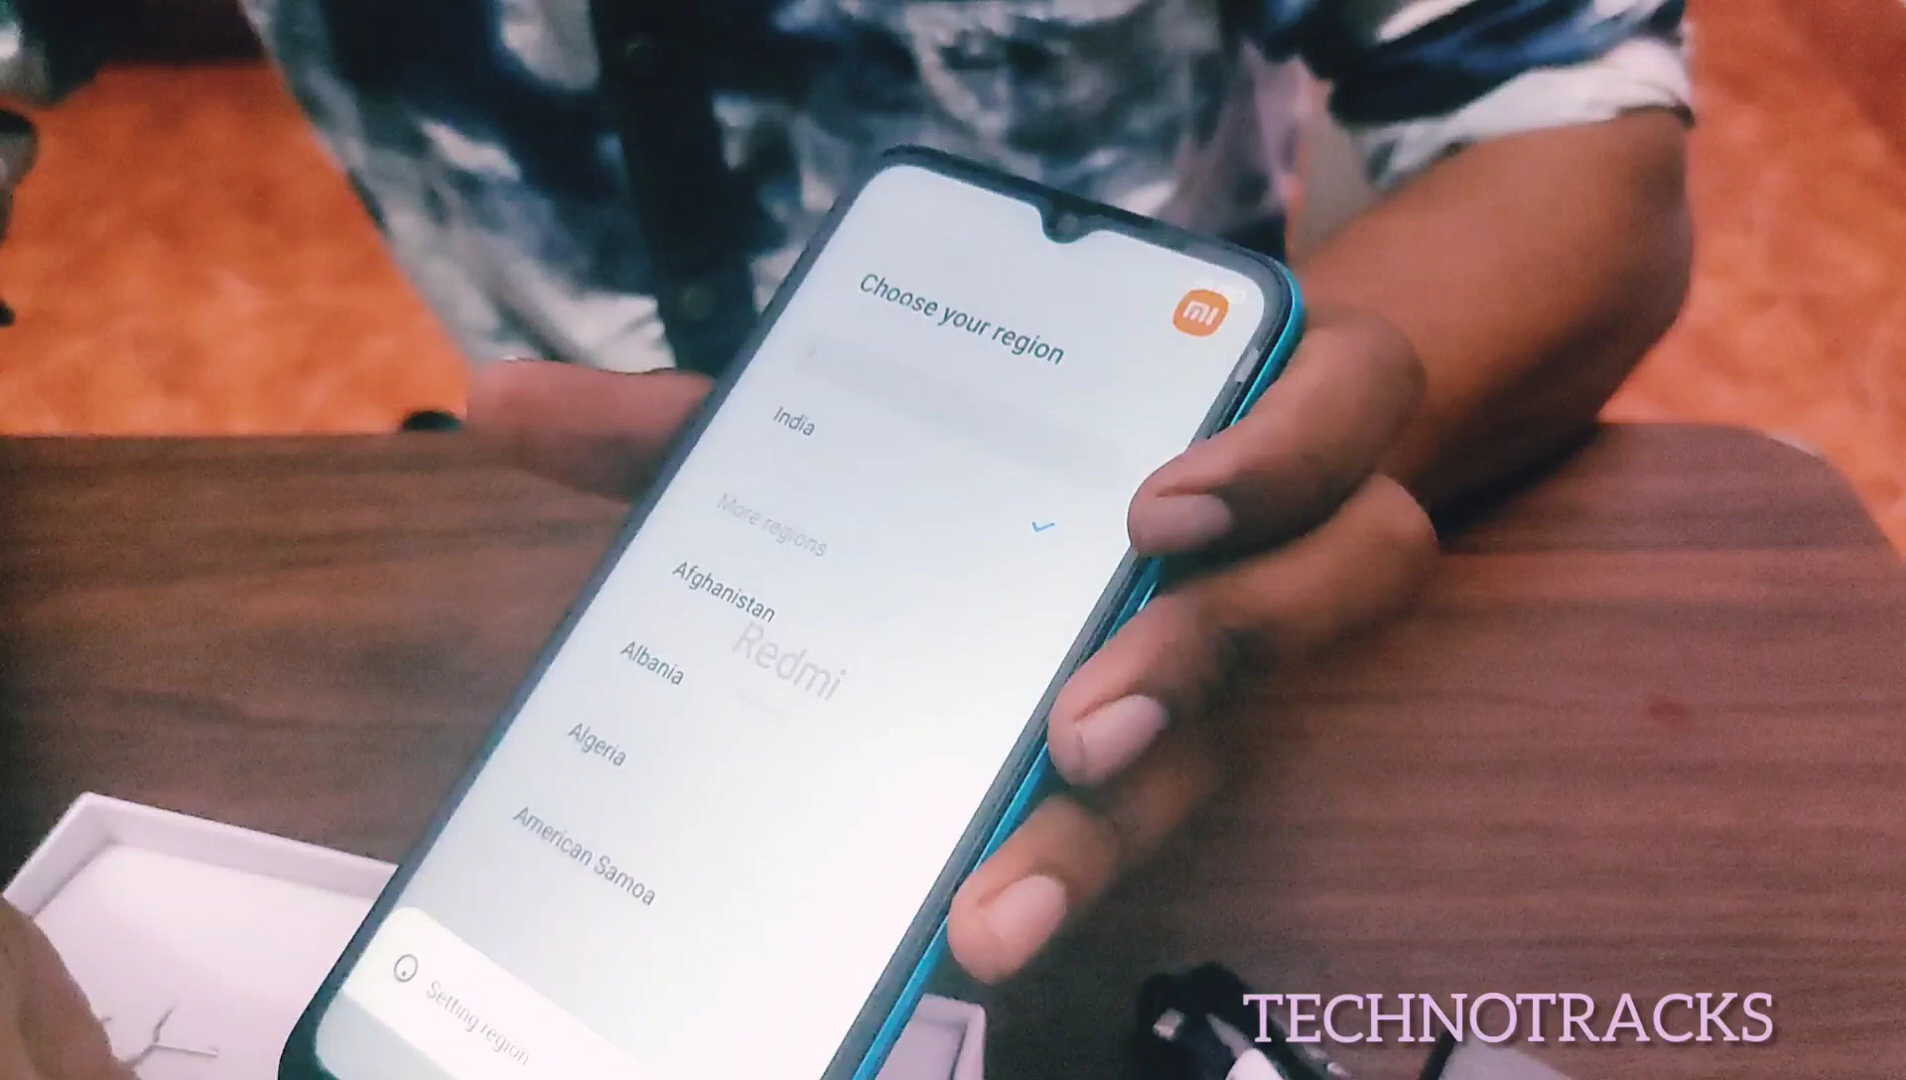 Choose your region
mi
India
More regions
Afghanistan
Redmi
Albania
Algeria
American Samoa
Setting region
TECHNOTRACKS